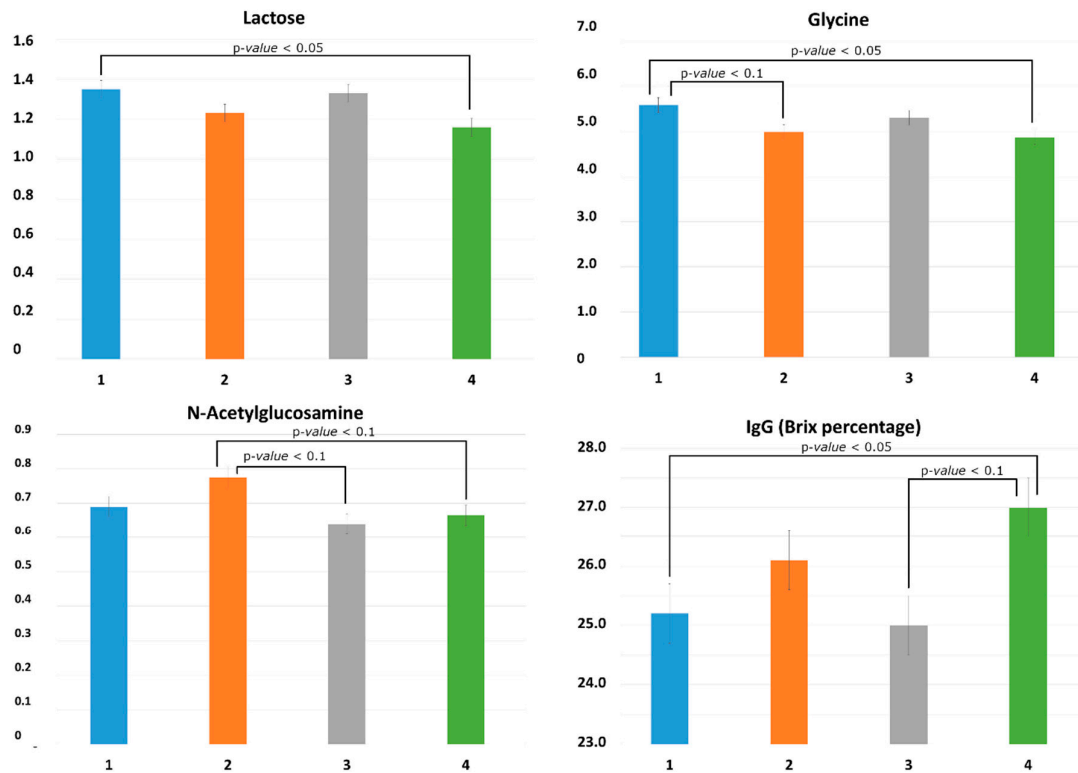 Lactose
1.6
p-value < 0.05
1.4
1.2
1.0
0.8
0.6
0.4
0.2
0
1 2 3 4
Glycine
7.0
p-value < 0.05
6.0
p-value < 0.1
5.0
4.0
3.0
2.0
1.0
0
1 2 3 4
N-Acetylglucosamine
0.9
p-value < 0.1
0.8
p-value < 0.1
0.7
0.6
0.5
0.4
0.3
0.2
0.1
0
-
1 2 3 4
IgG (Brix percentage)
28.0
p-value < 0.05
p-value < 0.1
27.0
26.0
25.0
24.0
23.0
1 2 3 4